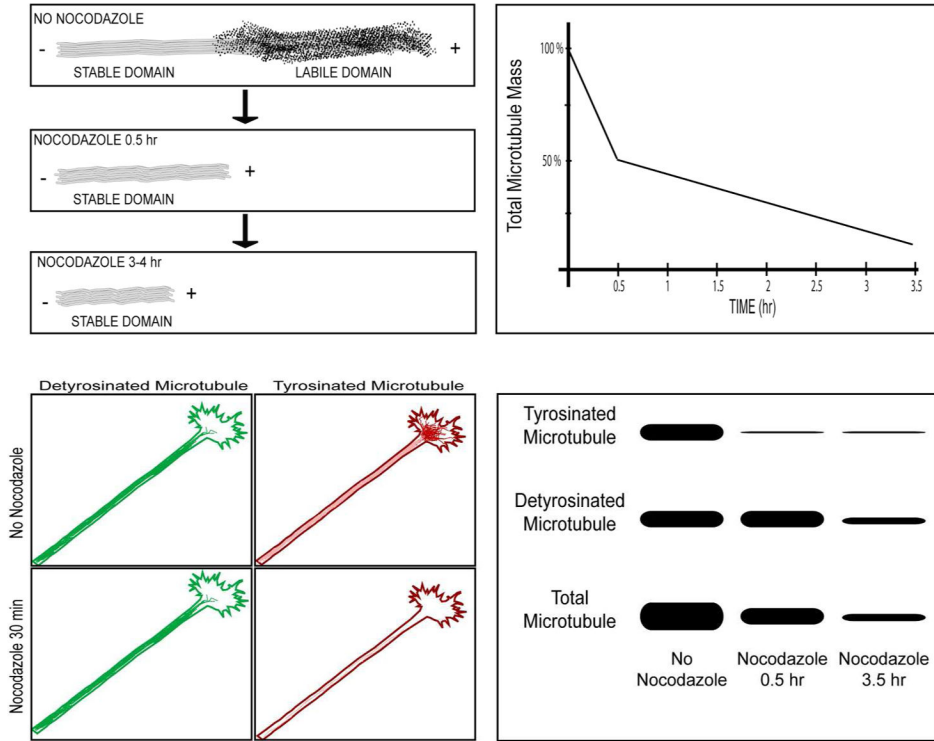 NO NOCODAZOLE
- +
STABLE DOMAIN LABILE DOMAIN
NOCODAZOLE 0.5 hr
- +
STABLE DOMAIN
NOCODAZOLE 3-4 hr
- +
STABLE DOMAIN
Total Microtubule Mass
100 %
50 %
0.5 1 1.5 2 2.5 3 3.5
TIME (hr)
Detyrosinated Microtubule Tyrosinated Microtubule
No Nocodazole
Nocodazole 30 min
Tyrosinated
Microtubule
Detyrosinated
Microtubule
Total
Microtubule
No
Nocodazole
Nocodazole
0.5 hr
Nocodazole
3.5 hr